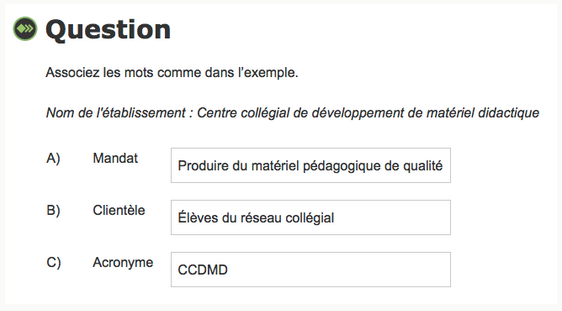 Question
Associez les mots comme dans l'exemple.
Nom de l'établissement : Centre collégial de développement de matériel didactique
A) Mandat Produire du matériel pédagogique de qualité
B) Clientèle Élèves du réseau collégial
C) Acronyme CCDMD